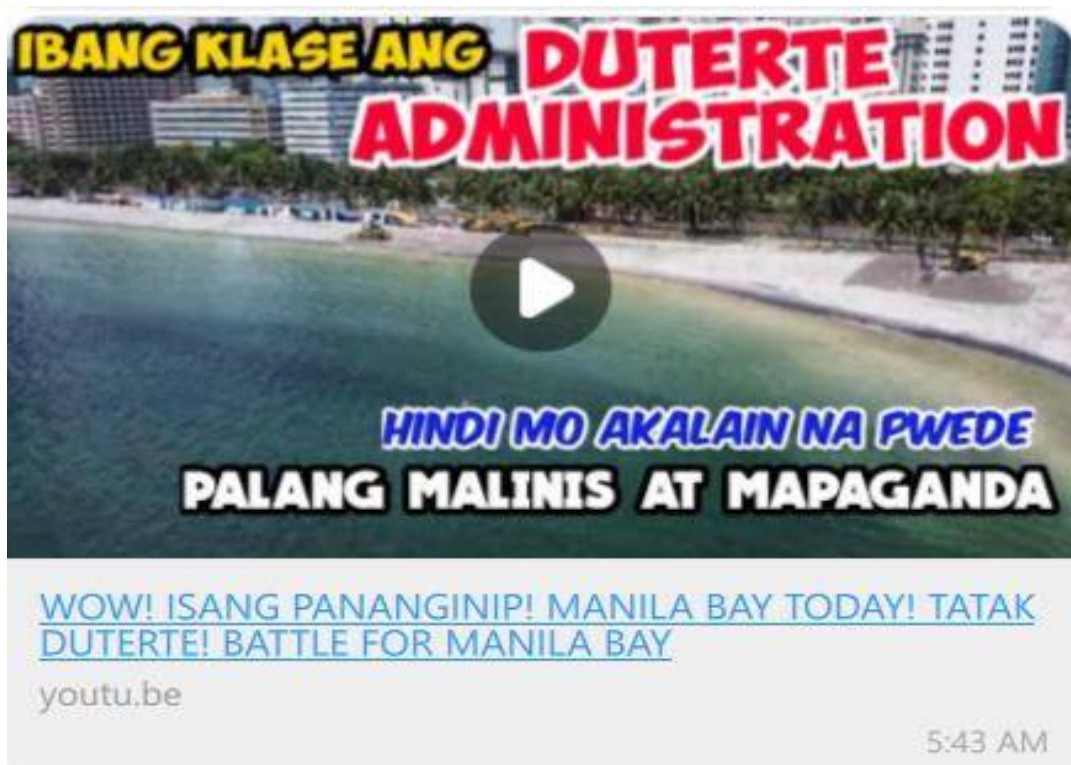 IBANG KLASE ANG DUTERTE
ADMINISTRATION
HINDI MO AKALAIN NA PWEDE
PALANG MALINIS AT MAPAGANDA
WOW! ISANG PANANGINIP! MANILA BAY TODAY! TATAK
DUTERTE! BATTLE FOR MANILA BAY
youtu.be
5:43 AM